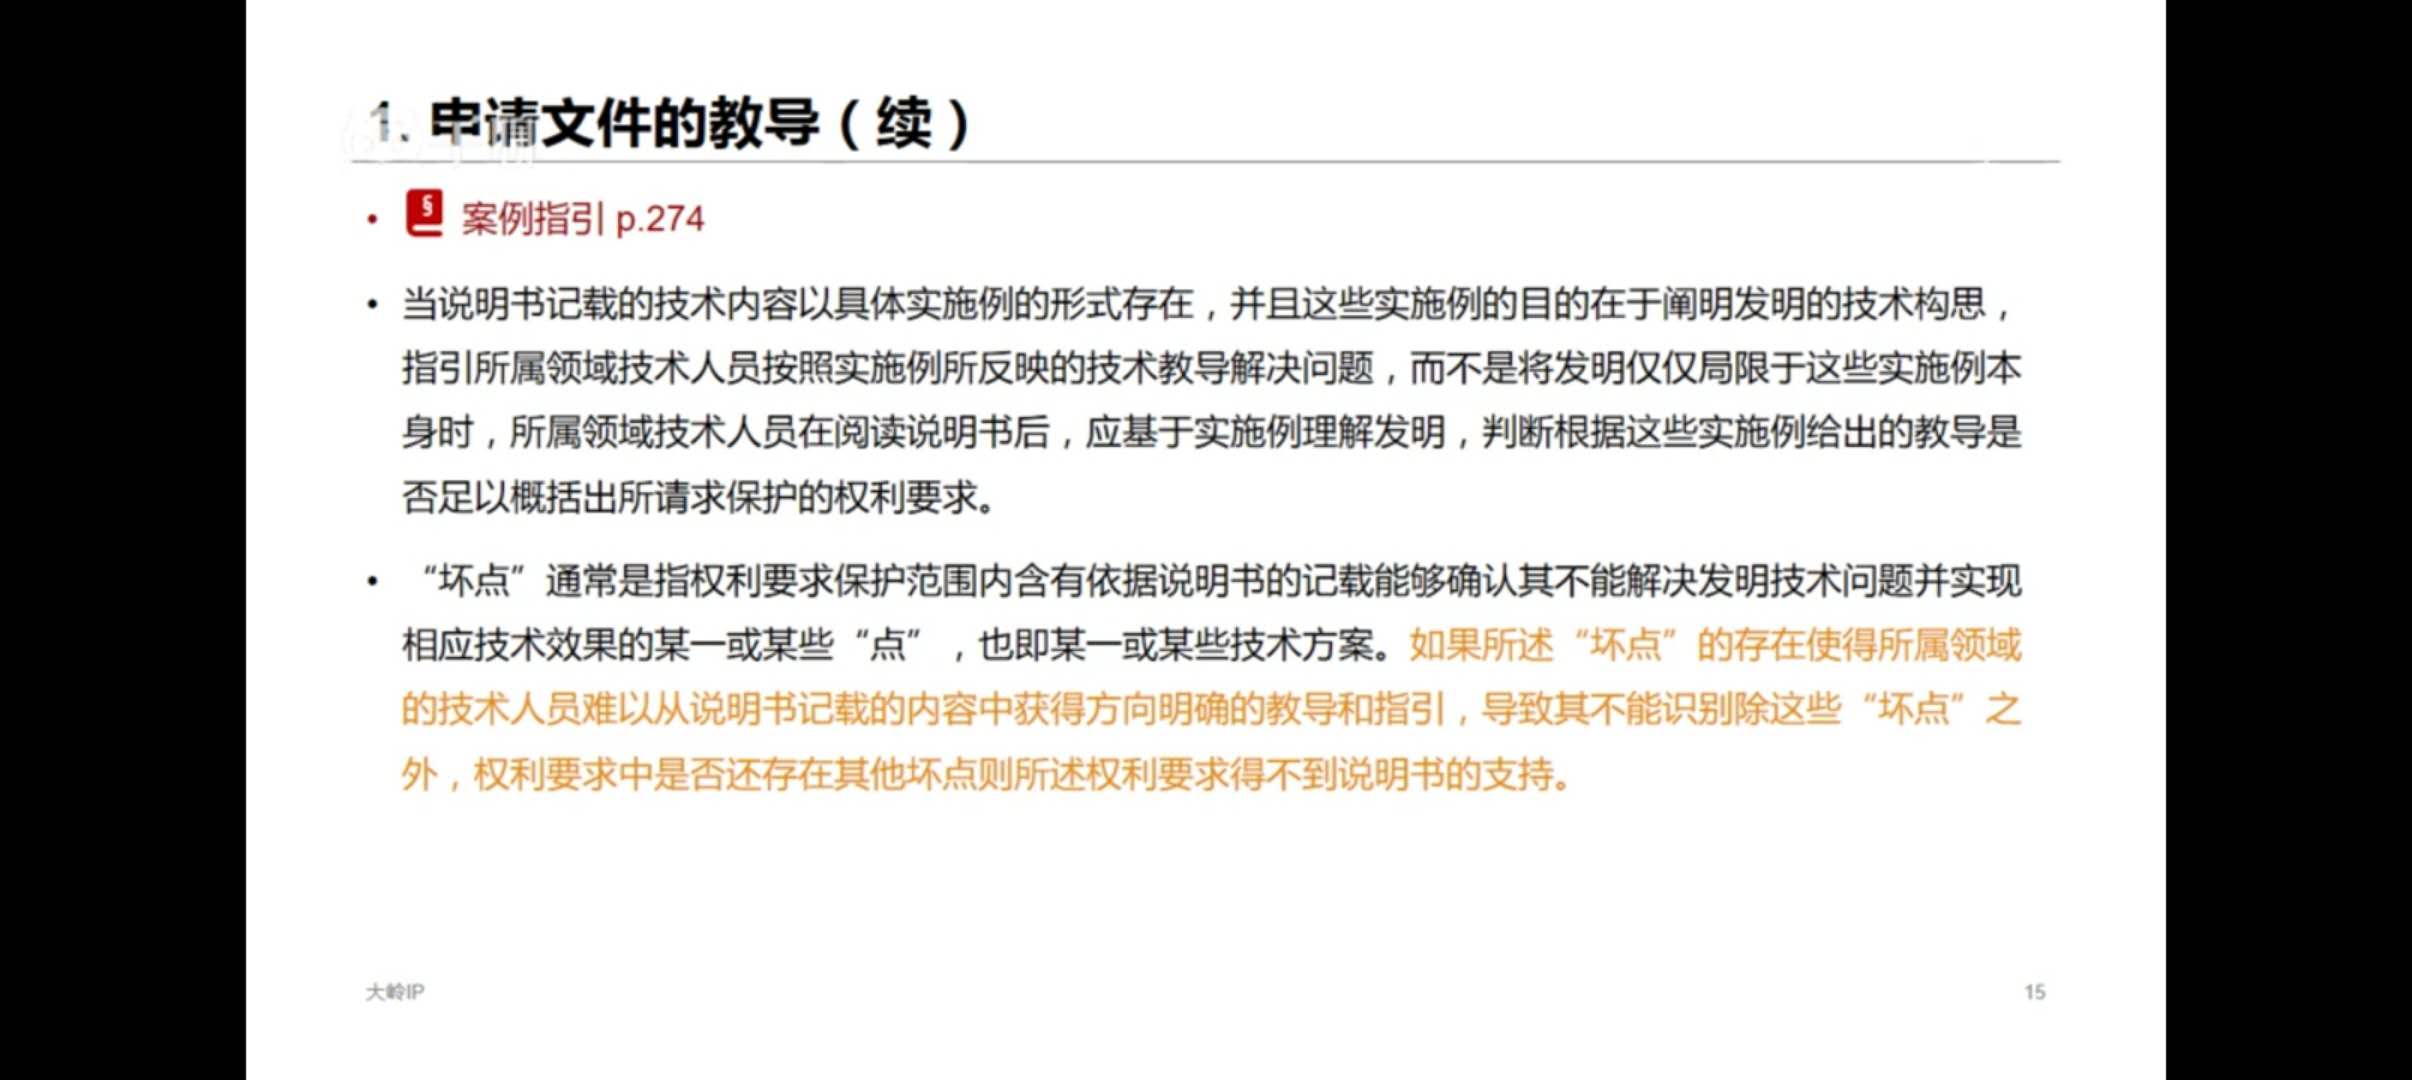 1. 申请文件的教导（续）
• § 案例指引 p.274
• 当说明书记载的技术内容以具体实施例的形式存在，并且这些实施例的目的在于阐明发明的技术构思，
指引所属领域技术人员按照实施例所反映的技术教导解决问题，而不是将发明仅仅局限于这些实施例本
身时，所属领域技术人员在阅读说明书后，应基于实施例理解发明，判断根据这些实施例给出的教导是
否足以概括出所请求保护的权利要求。
• “坏点”通常是指权利要求保护范围内含有依据说明书的记载能够确认其不能解决发明技术问题并实现
相应技术效果的某一或某些“点”，也即某一或某些技术方案。如果所述“坏点”的存在使得所属领域
的技术人员难以从说明书记载的内容中获得方向明确的教导和指引，导致其不能识别除这些“坏点”之
外，权利要求中是否还存在其他坏点则所述权利要求得不到说明书的支持。
大岭IP
15